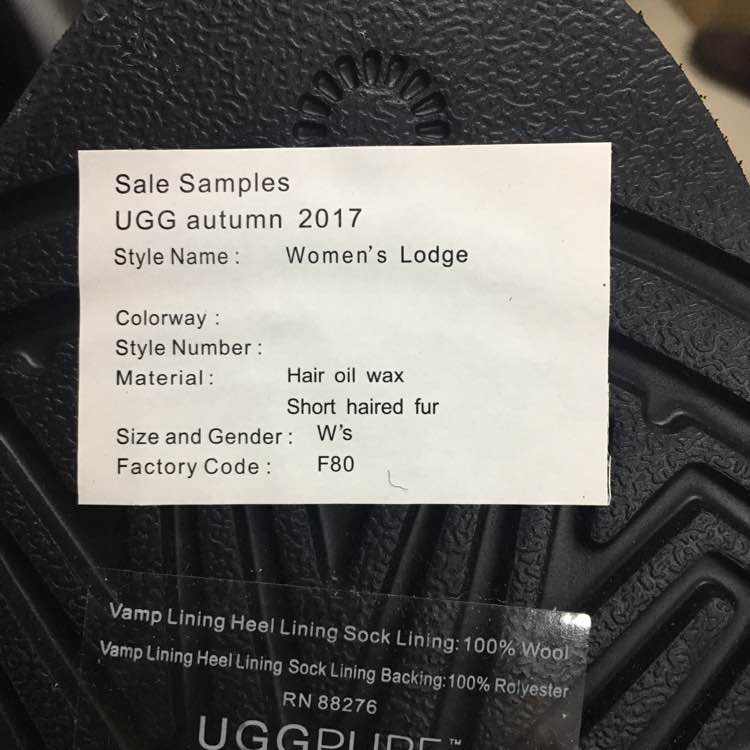 Sale Samples
UGG autumn 2017
Style Name : Women's Lodge
Colorway :
Style Number :
Material : Hair oil wax
Short haired fur
Size and Gender : W's
Factory Code : F80
Vamp Lining Heel Lining Sock Lining: 100% Wool
Vamp Lining Heel Lining Sock Lining Backing: 100% Rolyester
RN 88276
UGGPURE™